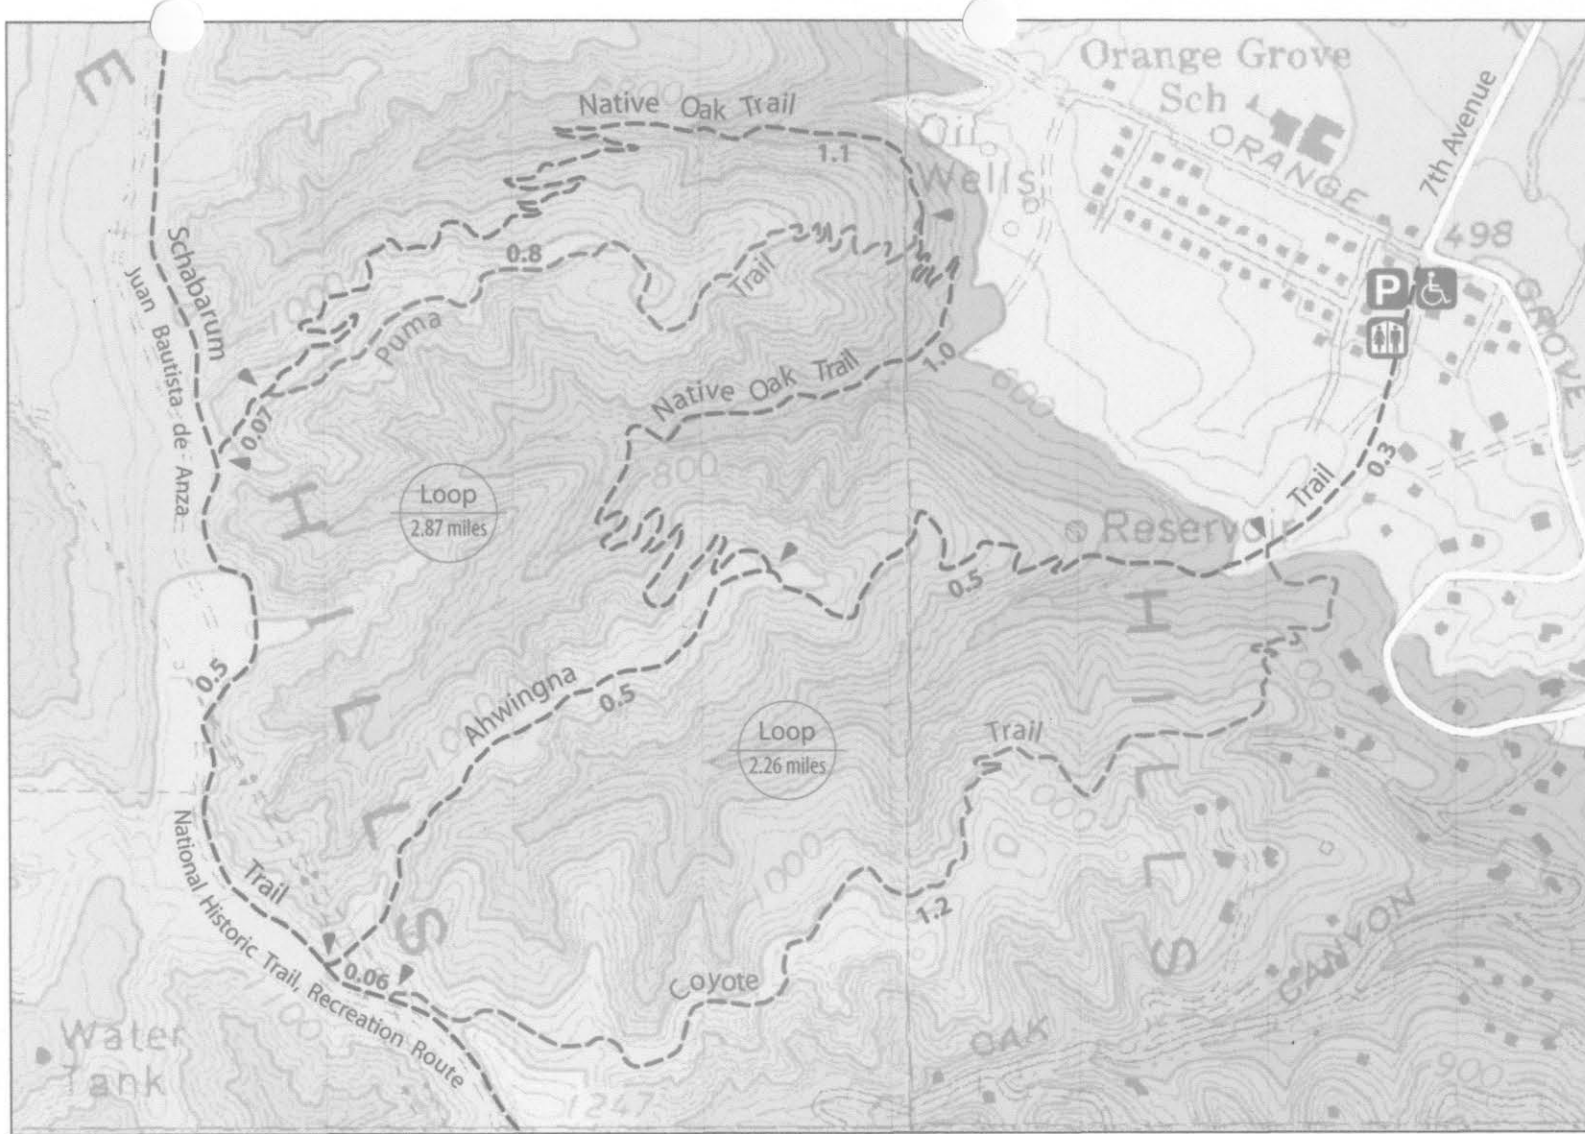 E
Orange Grove
Sch
7th Avenue
Native Oak Trail
1.1
Oil
Wells
ORANGE
498
P
GROVE
Schabarum
Juan Bautista de Anza
0.8
Trail
Puma
1.0
Native Oak Trail
600
0.07
0.3
Trail
800
Loop
2.87 miles
Reservoir
0.5
HILLS
HILLS
0.5
Ahwingna
0.5
Loop
2.26 miles
Trail
Trail
National Historic Trail, Recreation Route
1.2
0.06
Coyote
OAK
CANYON
Water
Tank
1247
900